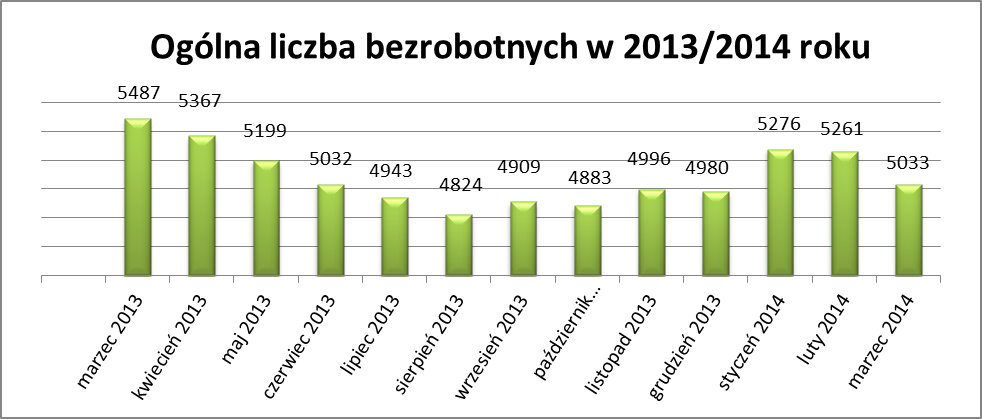 Ogólna liczba bezrobotnych w 2013/2014 roku
5487
5367
5199
5032
4943
4824
4909
4883
4996
4980
5276
5261
5033
marzec 2013
kwiecień 2013
maj 2013
czerwiec 2013
lipiec 2013
sierpień 2013
wrzesień 2013
październik...
listopad 2013
grudzień 2013
styczeń 2014
luty 2014
marzec 2014